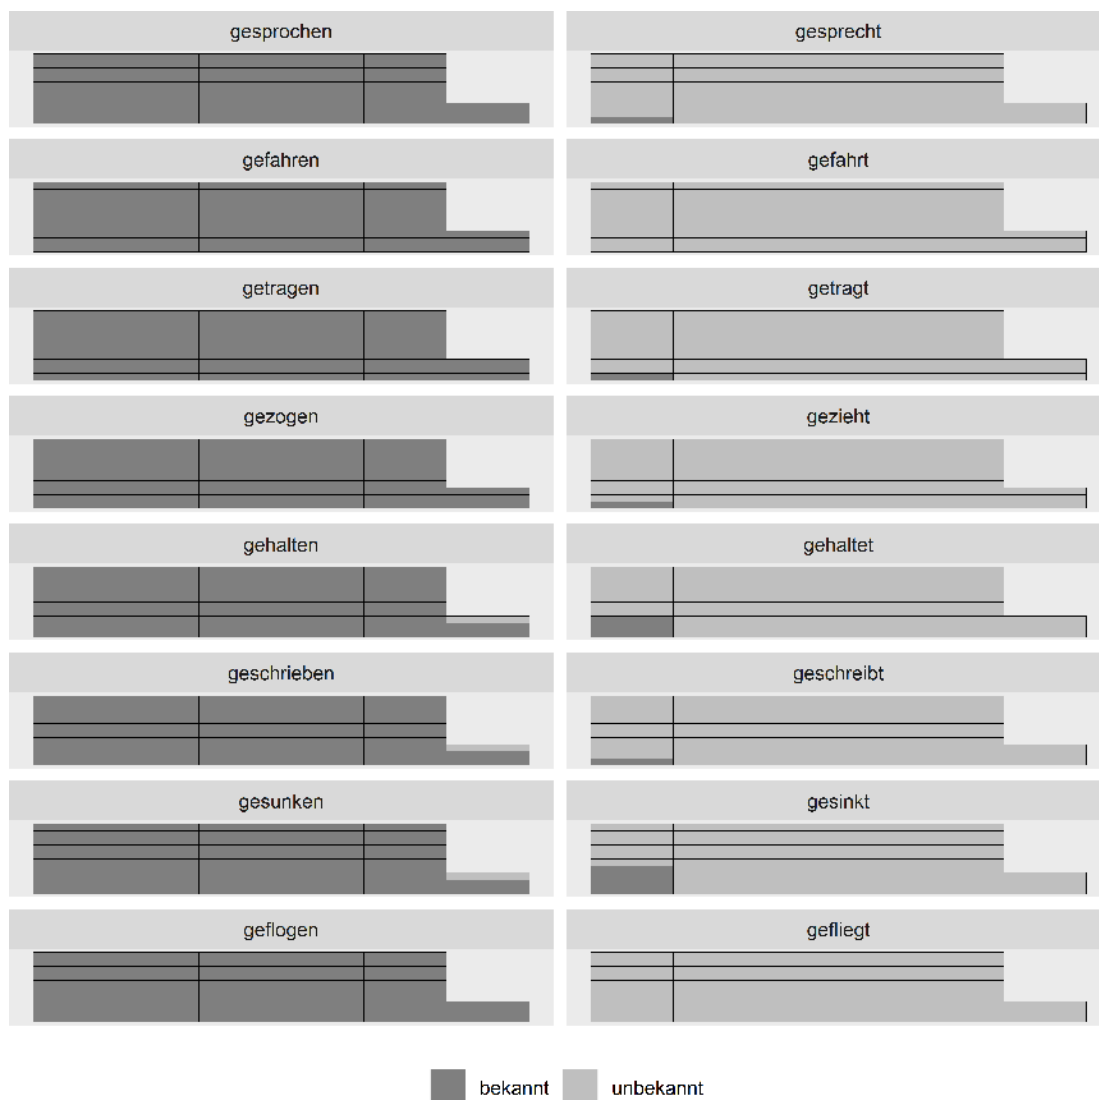 gesprochen gesprecht
gefahren gefahrt
getragen getragt
gezogen gezieht
gehalten gehaltet
geschrieben geschreibt
gesunken gesinkt
geflogen gefliegt
bekannt unbekannt